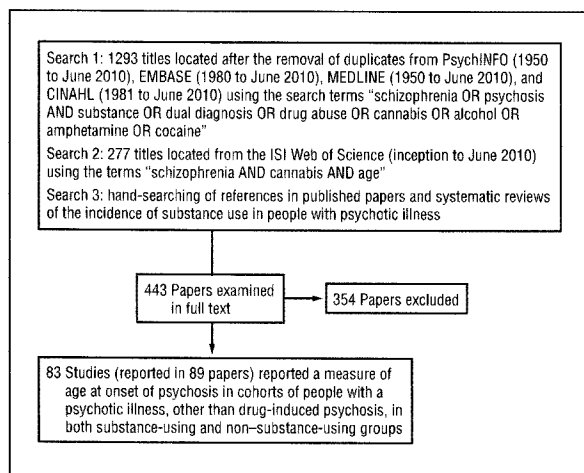 Search 1: 1293 titles located after the removal of duplicates from PsychINFO (1950
to June 2010), EMBASE (1980 to June 2010), MEDLINE (1950 to June 2010), and
CINAHL (1981 to June 2010) using the search terms “schizophrenia OR psychosis
AND substance OR dual diagnosis OR drug abuse OR cannabis OR alcohol OR
amphetamine OR cocaine”
Search 2: 277 titles located from the ISI Web of Science (inception to June 2010)
using the terms “schizophrenia AND cannabis AND age”
Search 3: hand-searching of references in published papers and systematic reviews
of the incidence of substance use in people with psychotic illness
443 Papers examined
in full text
354 Papers excluded
83 Studies (reported in 89 papers) reported a measure of
age at onset of psychosis in cohorts of people with a
psychotic illness, other than drug-induced psychosis, in
both substance-using and non–substance-using groups